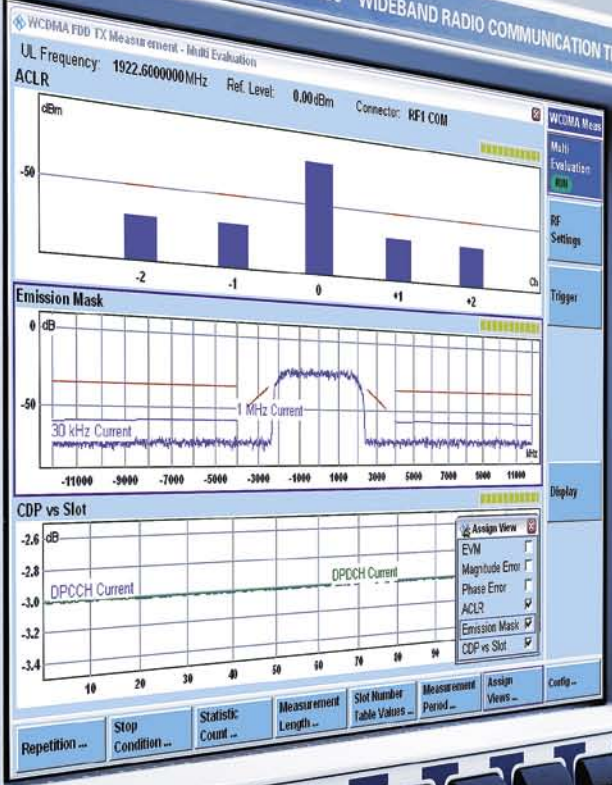 WIDEBAND RADIO COMMUNICATION
WCDMA FDD TX Measurement - Multi Evaluation
UL Frequency: 1922.6000000MHz Ref. Level: 0.00dBm Connector: RF1 COM
ACLR
dBm
-50
-2 -1 0 +1 +2 Ch
Emission Mask
0 dB
-50
1 MHz Current
30 kHz Current
MHz
-11000 -9000 -7000 -5000 -3000 -1000 1000 3000 5000 7000 9000 11000
CDP vs Slot
-2.6 dB
-2.8
DPCCH Current
DPDCH Current
-3.0
-3.2
-3.4
10 20 30 40 50 60 70 80 90
Assign View
EVM
Magnitude Error
Phase Error
ACLR
Emission Mask
CDP vs Slot
WCDMA Meas
Multi
Evaluation
RUN
RF
Settings
Trigger
Display
Repetition ...
Stop
Condition ...
Statistic
Count ...
Measurement
Length ...
Slot Number
Table Values ...
Measurement
Period ...
Assign
Views ...
Config ...